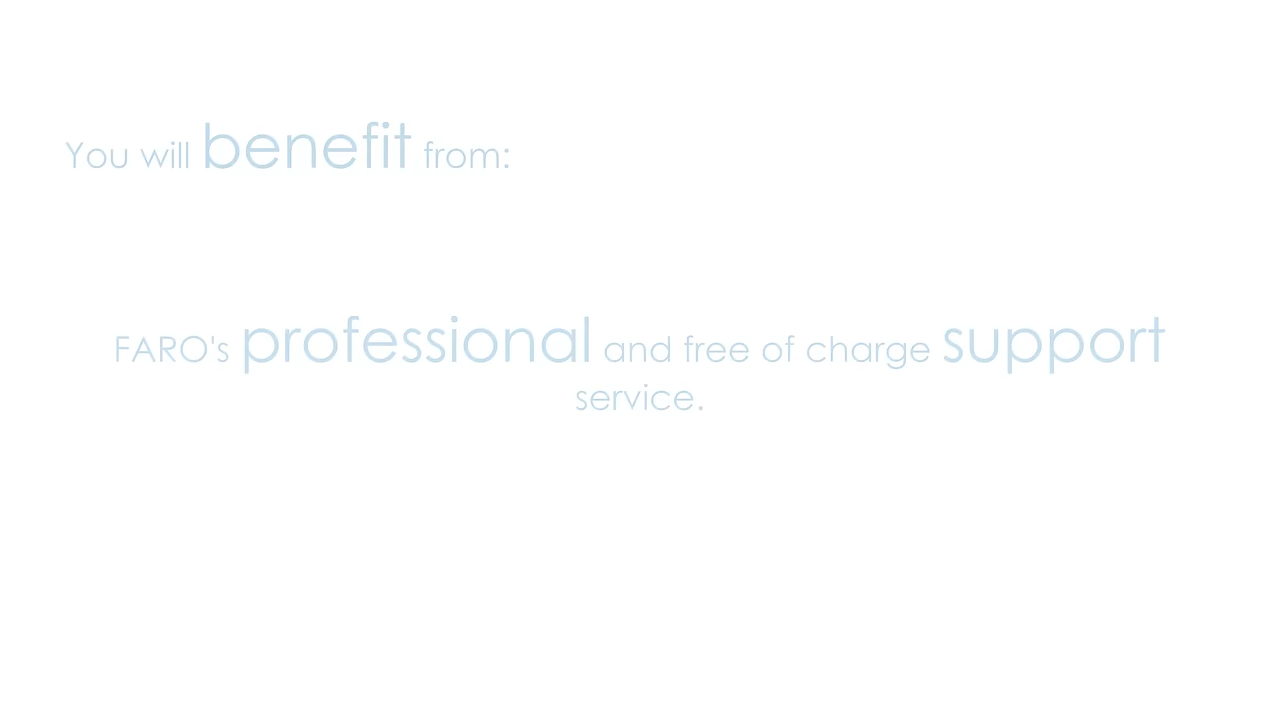 You will benefit from:
FARO's professional and free of charge support
service.